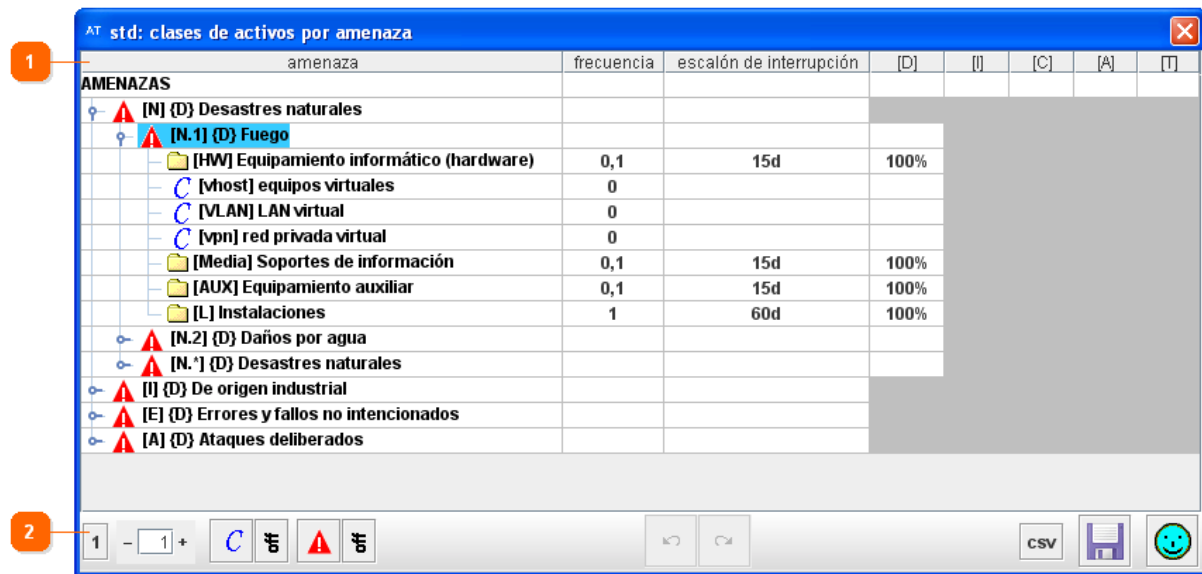 AT std: clases de activos por amenaza
1
amenaza frecuencia escalón de interrupción [D] [I] [C] [A] [T]
AMENAZAS
[N] {D} Desastres naturales
[N.1] {D} Fuego
[HW] Equipamiento informático (hardware) 0,1 15d 100%
C [vhost] equipos virtuales 0
C [VLAN] LAN virtual 0
C [vpn] red privada virtual 0
[Media] Soportes de información 0,1 15d 100%
[AUX] Equipamiento auxiliar 0,1 15d 100%
[L] Instalaciones 1 60d 100%
[N.2] {D} Daños por agua
[N.*] {D} Desastres naturales
[I] {D} De origen industrial
[E] {D} Errores y fallos no intencionados
[A] {D} Ataques deliberados
2
1 - 1 + C csv